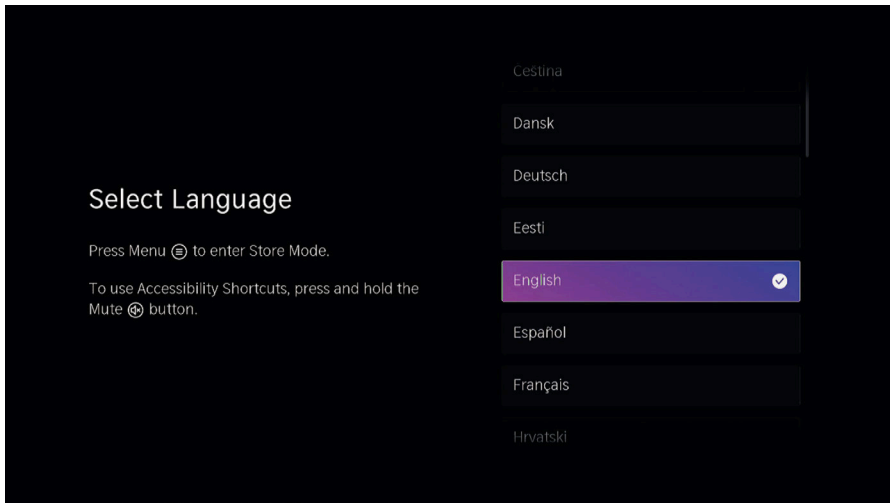 Select Language
Press Menu to enter Store Mode.
To use Accessibility Shortcuts, press and hold the
Mute button.
Čeština
Dansk
Deutsch
Eesti
English
Español
Français
Hrvatski